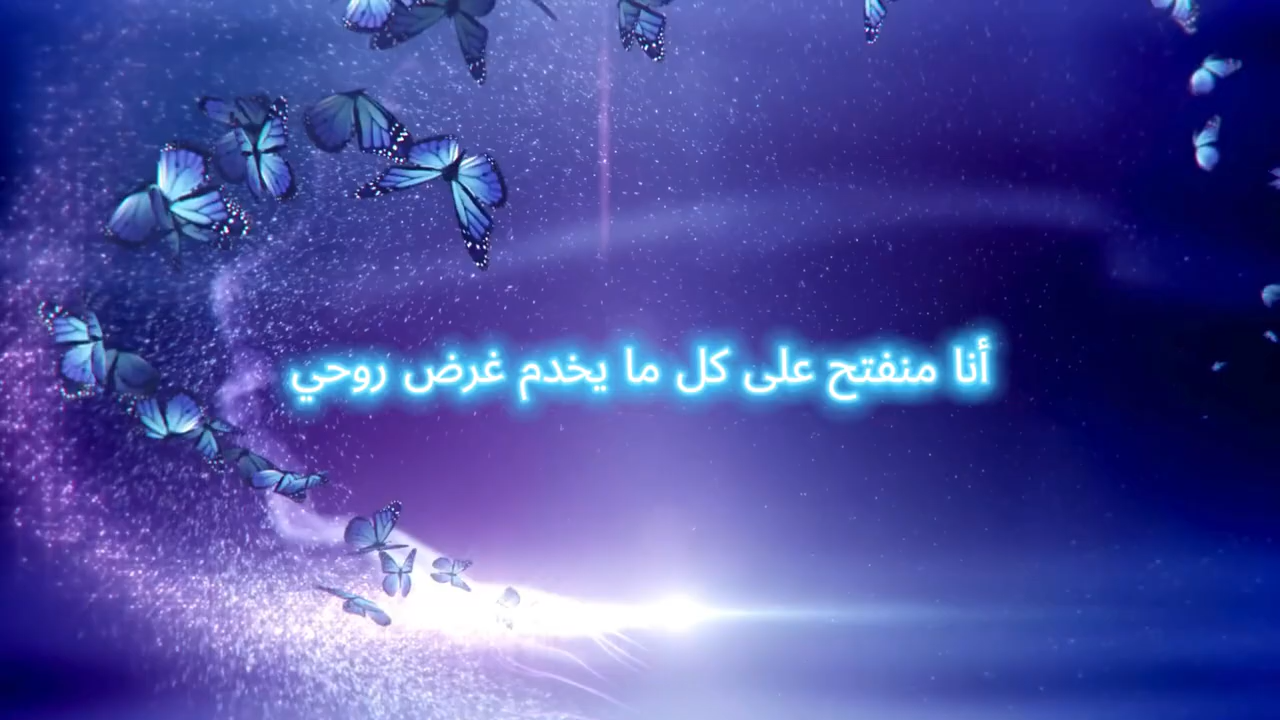 أنا منفتح على كل ما يخدم غرض روحي